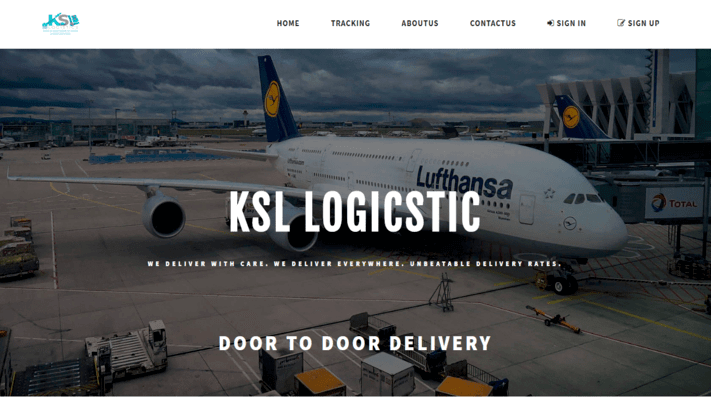 KSL
HOME TRACKING ABOUTUS CONTACTUS SIGN IN SIGN UP
Lufthansa
TOTAL
KSL LOGICSTIC
WE DELIVER WITH CARE. WE DELIVER EVERYWHERE. UNBEATABLE DELIVERY RATES.
DOOR TO DOOR DELIVERY